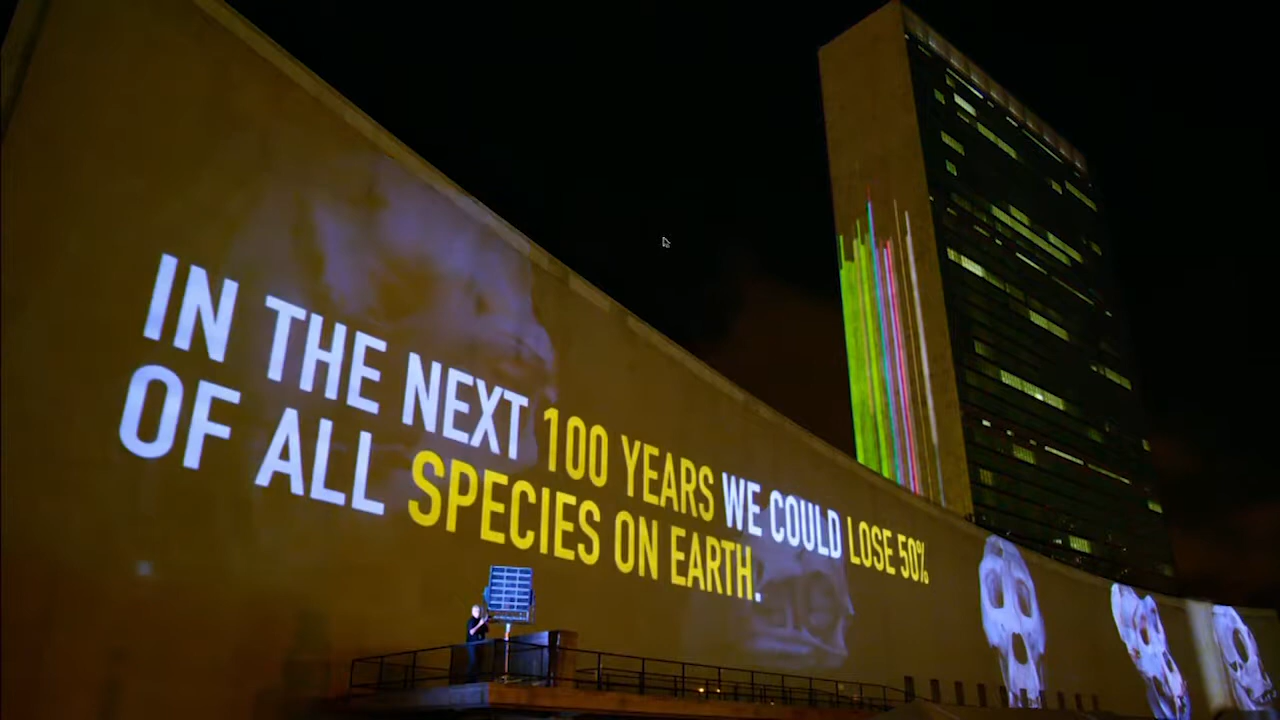 IN THE NEXT 100 YEARS WE COULD LOSE 50%
OF ALL SPECIES ON EARTH.